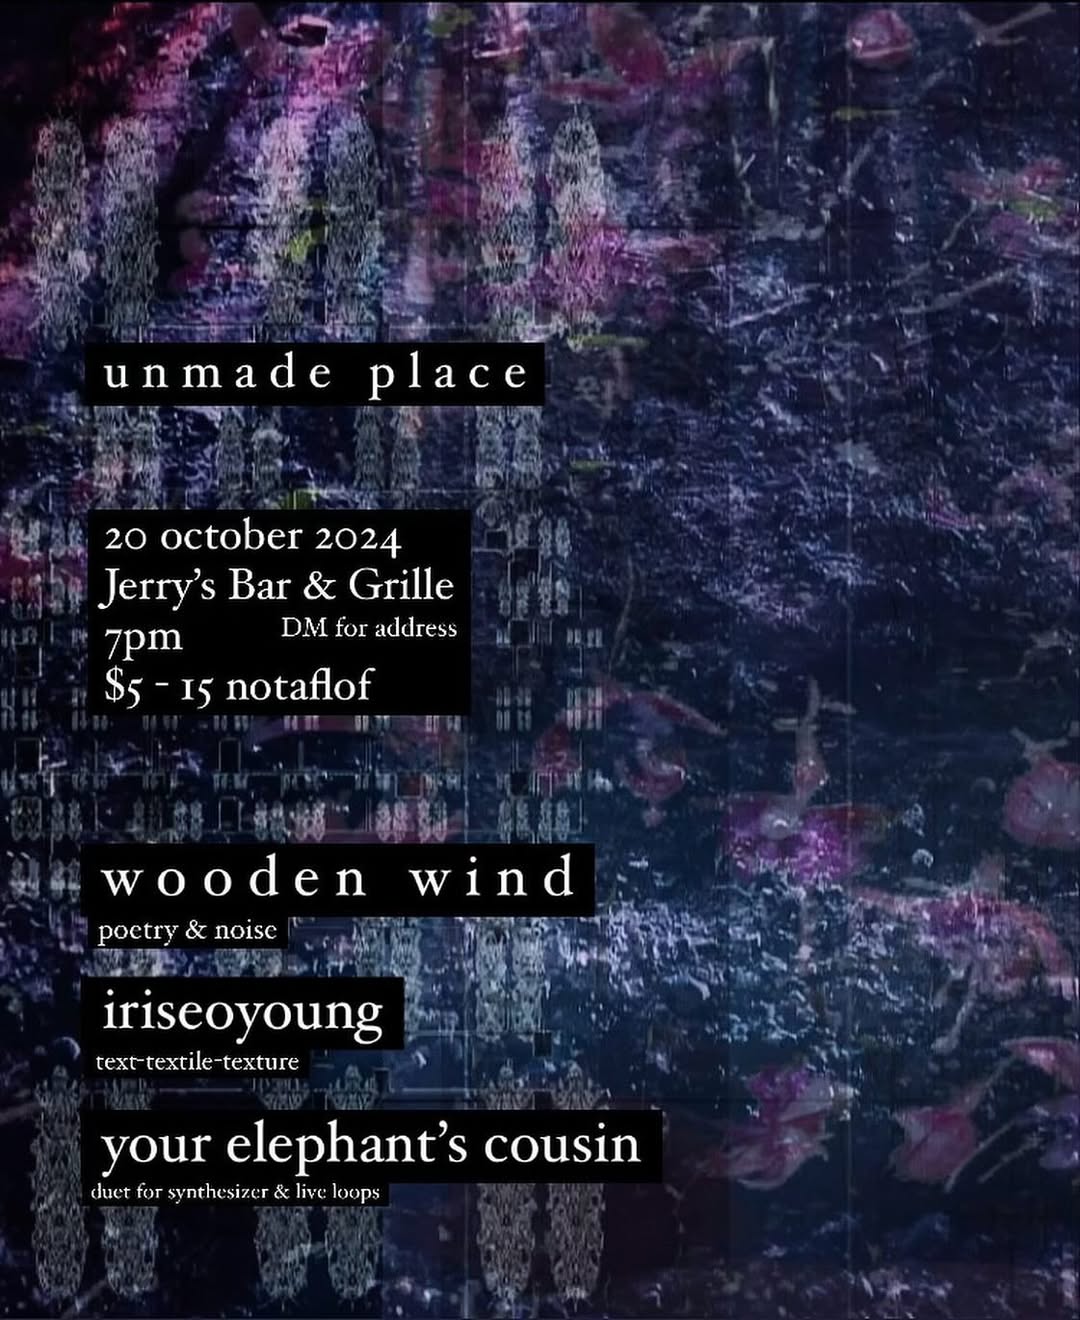 unmade place
20 october 2024
Jerry's Bar & Grille
7pm DM for address
$5 - 15 notaflof
wooden wind
poetry & noise
iriseoyoung
text-textile-texture
your elephant's cousin
duet for synthesizer & live loops